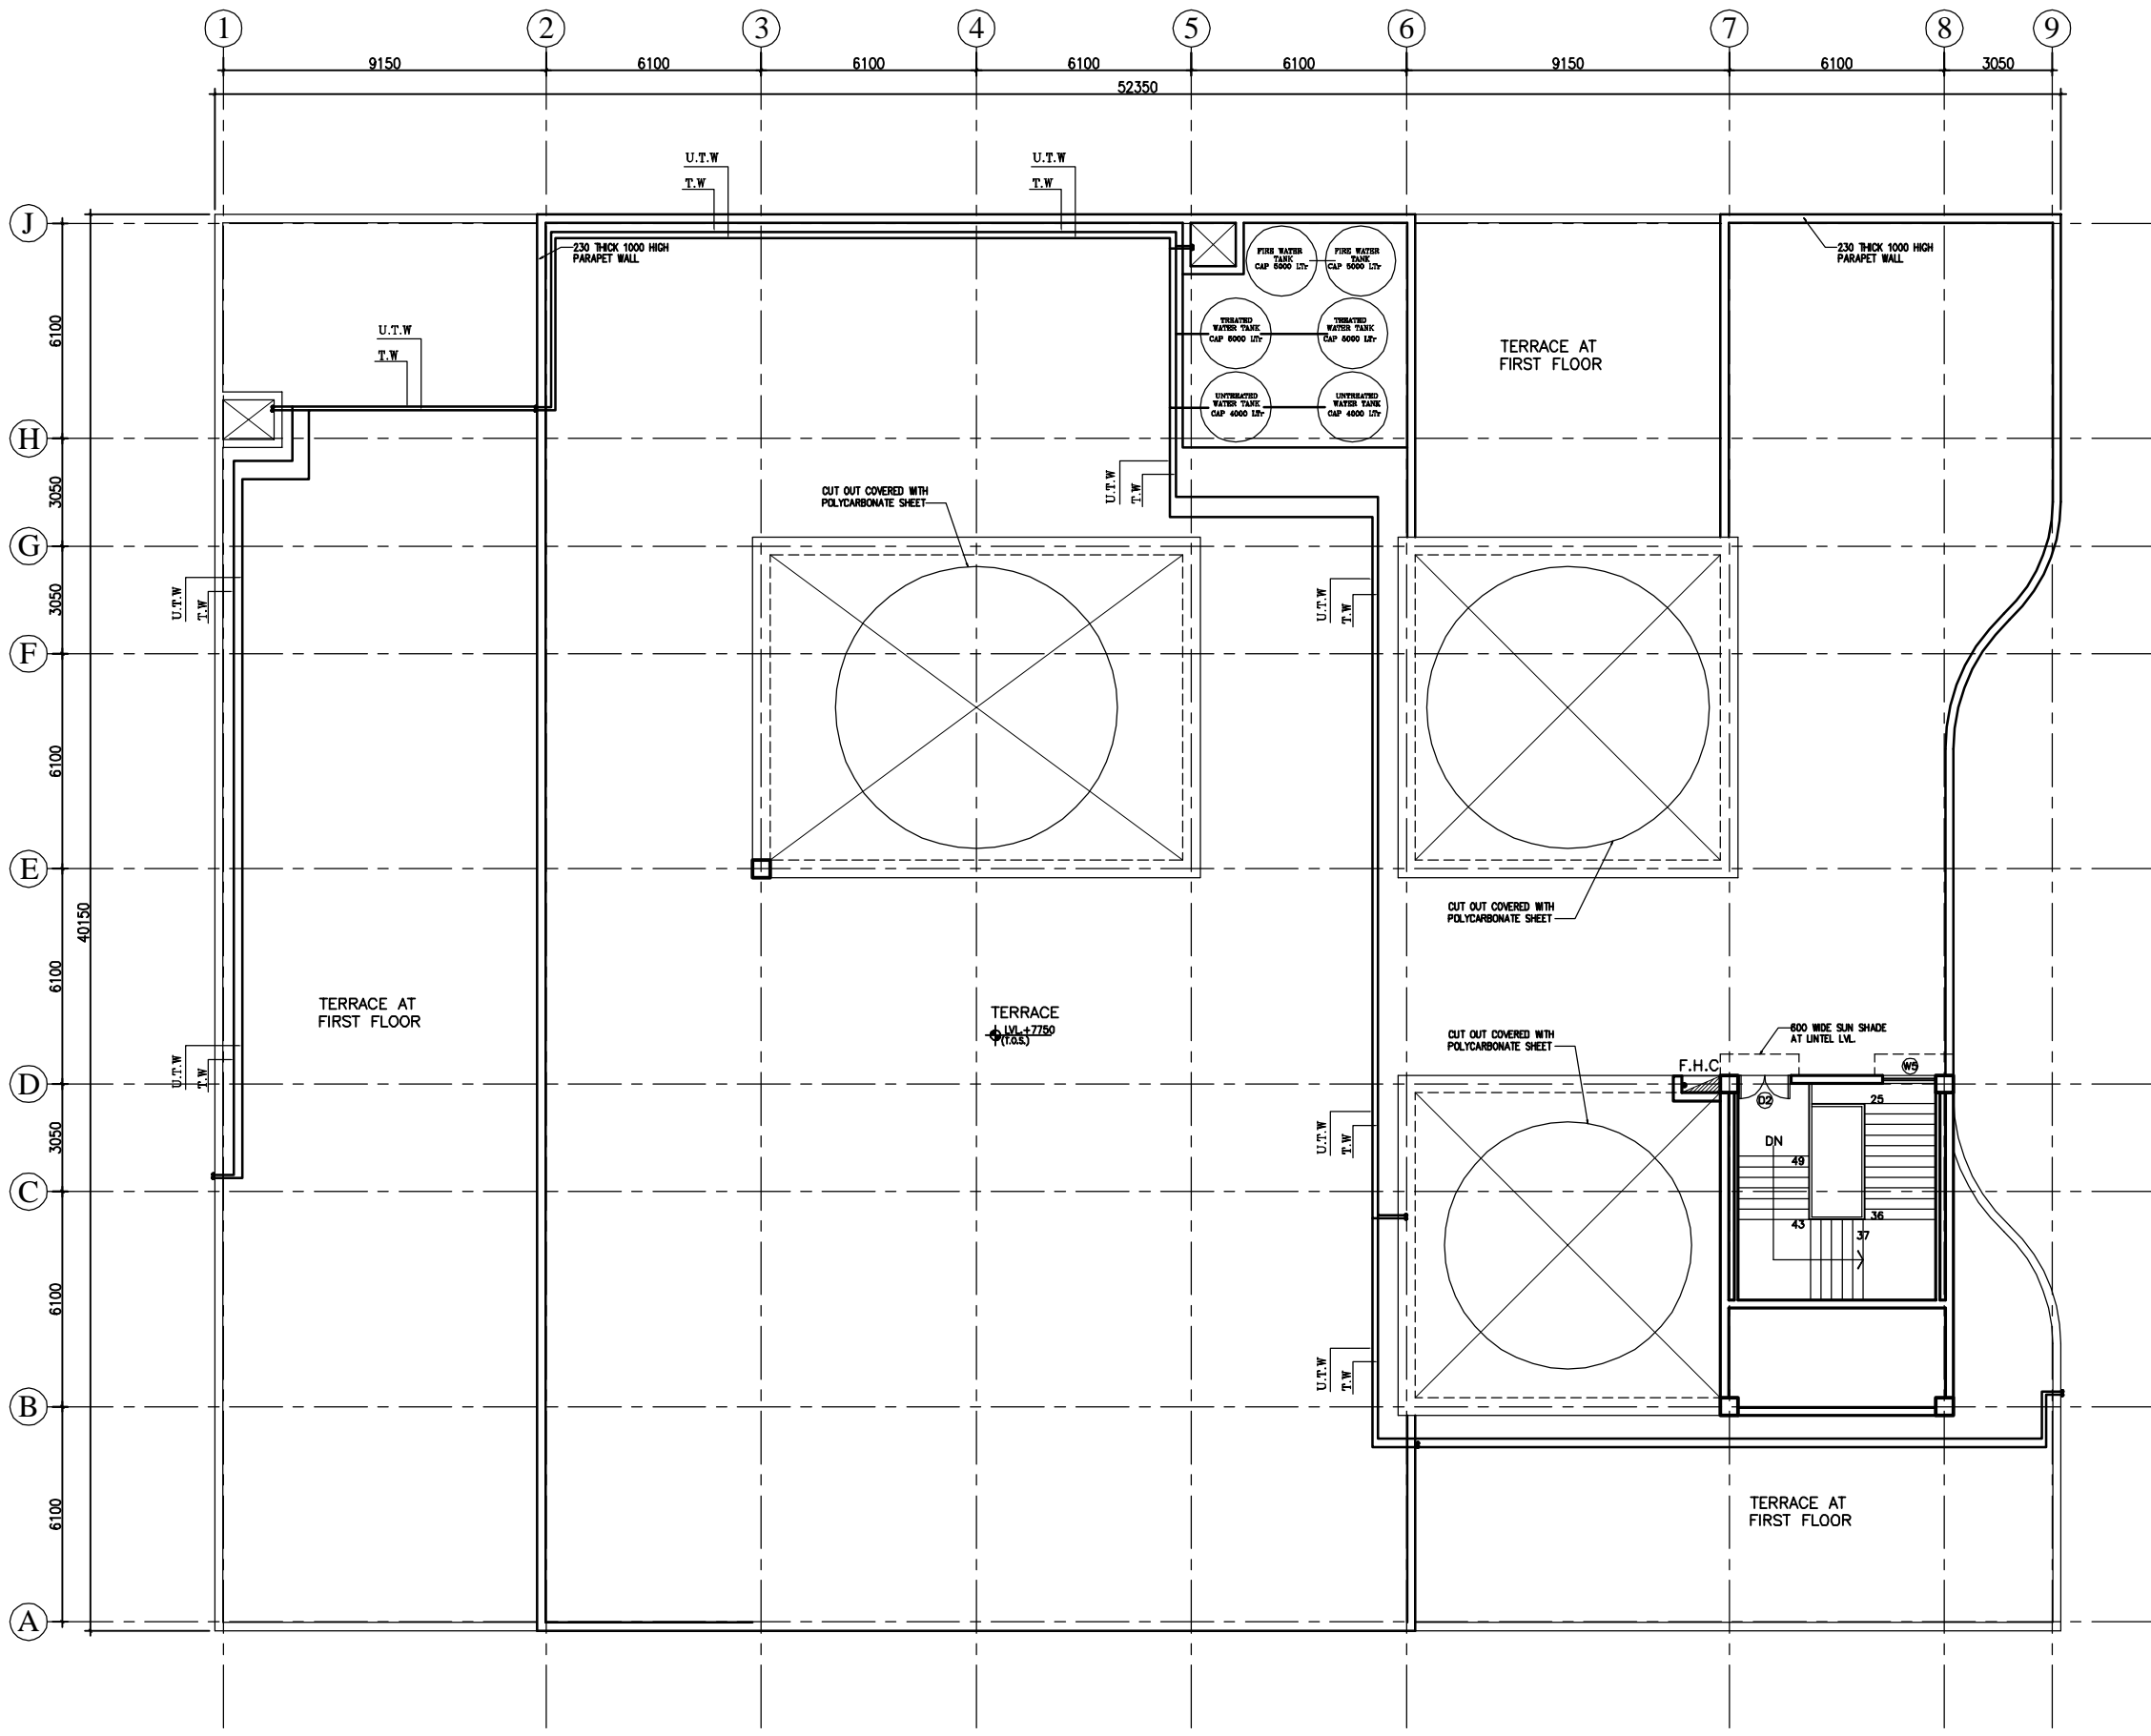 1 2 3 4 5 6 7 8 9
9150 6100 6100 6100 6100 9150 6100 3050
52350
U.T.W
T.W
U.T.W
T.W
J
230 THICK 1000 HIGH
PARAPET WALL
FIRE WATER
TANK
CAP 5000 LTr
FIRE WATER
TANK
CAP 5000 LTr
230 THICK 1000 HIGH
PARAPET WALL
6100
U.T.W
T.W
TREATED
WATER TANK
CAP 5000 LTr
TREATED
WATER TANK
CAP 5000 LTr
TERRACE AT
FIRST FLOOR
UNTREATED
WATER TANK
CAP 4000 LTr
UNTREATED
WATER TANK
CAP 4000 LTr
H
3050
CUT OUT COVERED WITH
POLYCARBONATE SHEET
U.T.W
T.W
G
3050
U.T.W
T.W
U.T.W
T.W
F
6100
E
40150
CUT OUT COVERED WITH
POLYCARBONATE SHEET
6100
TERRACE AT
FIRST FLOOR
TERRACE
LVL.+7750
(T.O.S.)
CUT OUT COVERED WITH
POLYCARBONATE SHEET
600 WIDE SUN SHADE
AT LINTEL LVL.
U.T.W
T.W
F.H.C
W5
D
D2
25
3050
U.T.W
T.W
DN
49
C
43
36
37
6100
U.T.W
T.W
B
6100
TERRACE AT
FIRST FLOOR
A